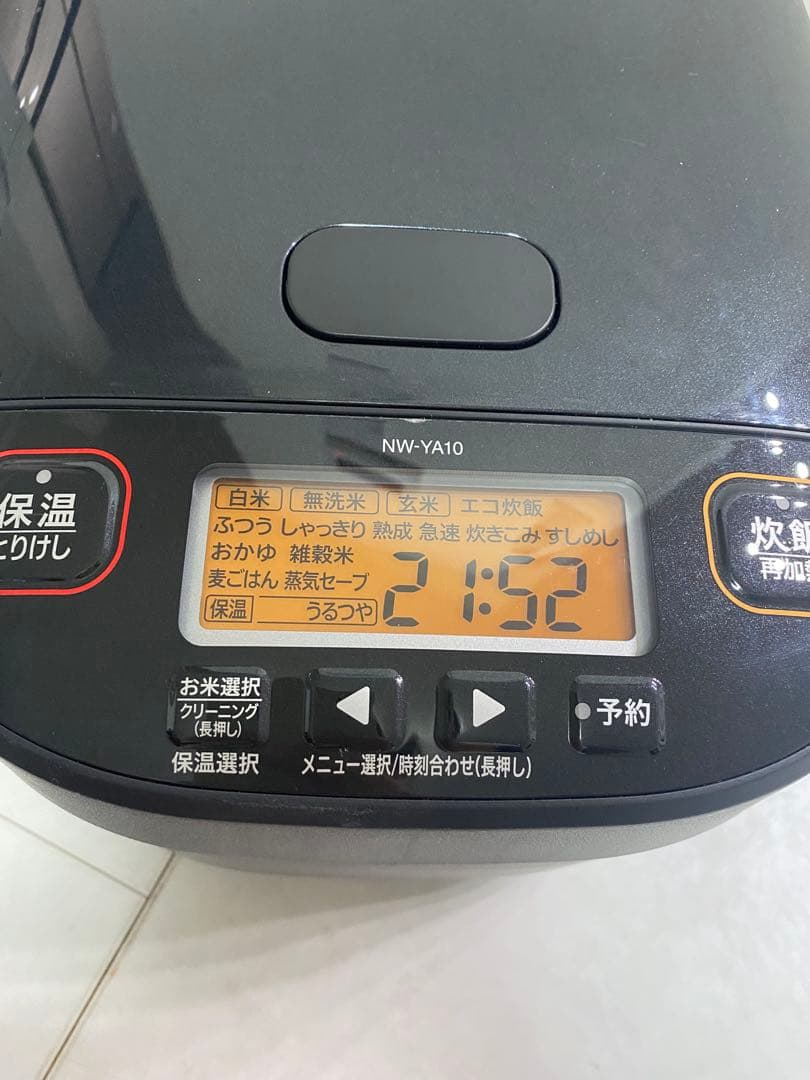 NW-YA10
白米 無洗米 玄米 エコ炊飯
ふつう しゃっきり 熟成 急速 炊きこみ すしめし
おかゆ 雑穀米
麦ごはん 蒸気セーブ
保温 うるつや
21:52
保温
とりけし
炊飯
再加熱
お米選択
クリーニング
(長押し)
保温選択
◀ ▶
メニュー選択/時刻合わせ(長押し)
予約